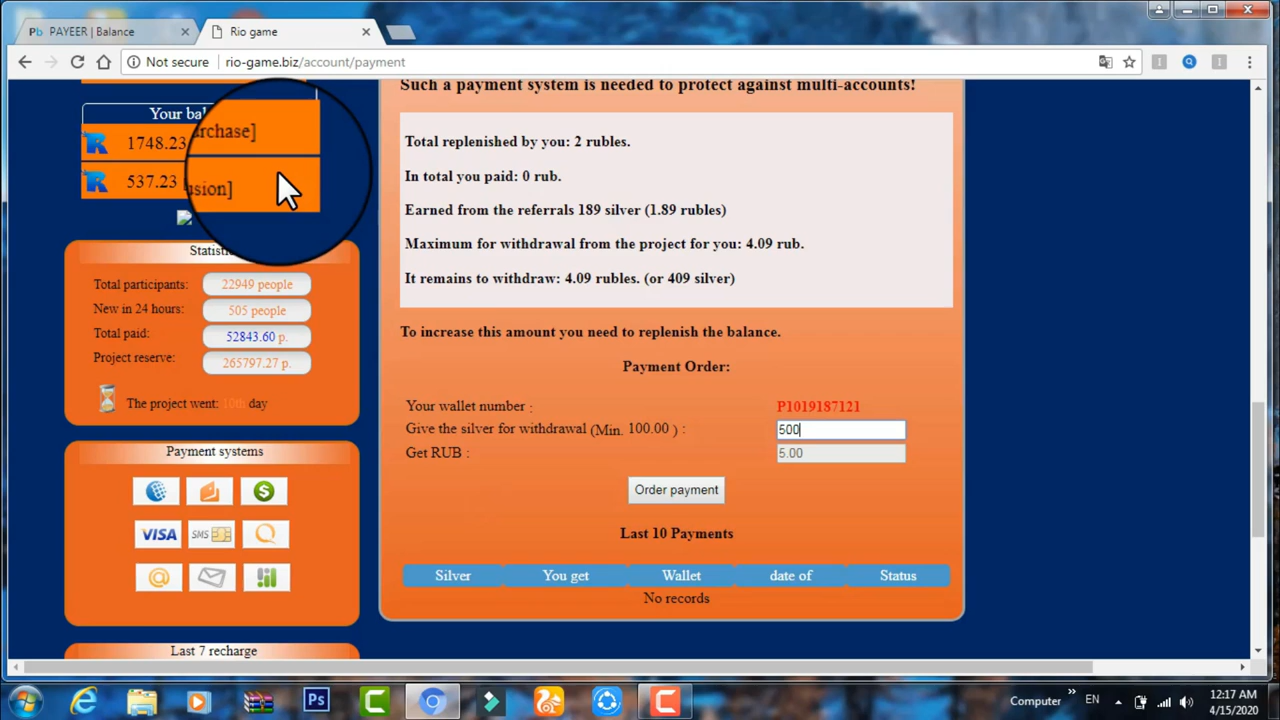 PAYEER | Balance
Rio game
Not secure
rio-game.biz/account/payment
Such a payment system is needed to protect against multi-accounts!
Your
1748.23
537.23
Statistic
Total participants: 22949 people
New in 24 hours: 505 people
Total paid: 52843.60 p.
Project reserve: 265797.27 p.
The project went: 10th day
Payment systems
VISA
SMS
Last 7 recharge
Total replenished by you: 2 rubles.
In total you paid: 0 rub.
Earned from the referrals 189 silver (1.89 rubles)
Maximum for withdrawal from the project for you: 4.09 rub.
It remains to withdraw: 4.09 rubles. (or 409 silver)
To increase this amount you need to replenish the balance.
Payment Order:
Your wallet number : P1019187121
Give the silver for withdrawal (Min. 100.00 ) : 500
Get RUB : 5.00
Order payment
Last 10 Payments
Silver You get Wallet date of Status
No records
Computer
EN
12:17 AM
4/15/2020